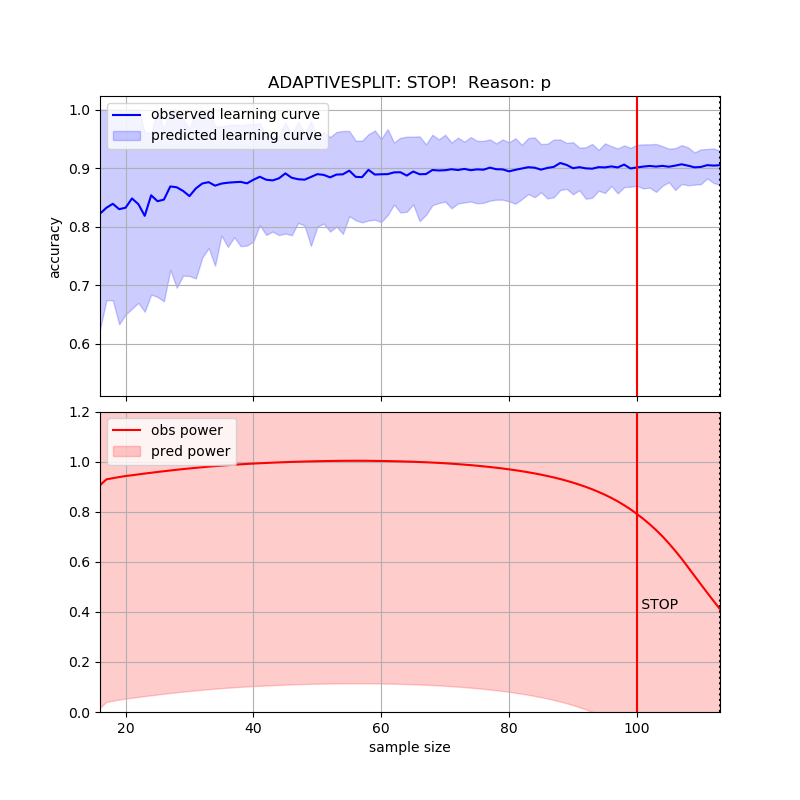 ADAPTIVESPLIT: STOP!  Reason: p
observed learning curve
predicted learning curve
accuracy
1.0
0.9
0.8
0.7
0.6
obs power
pred power
1.2
1.0
0.8
0.6
0.4
0.2
0.0
STOP
20 40 60 80 100
sample size